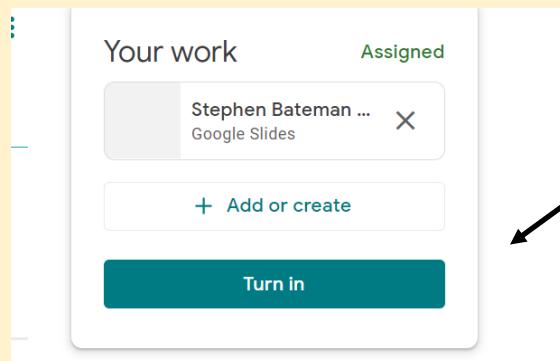 Your work
Assigned
Stephen Bateman ...
Google Slides
+ Add or create
Turn in